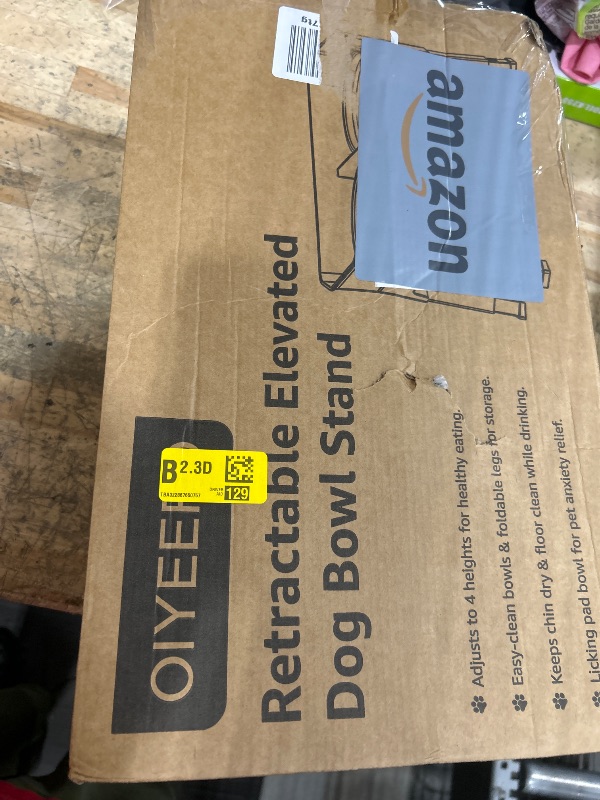 amazon
Retractable Elevated
Dog Bowl Stand
B 2.3D
129
Adjusts to 4 heights for healthy eating.
Easy-clean bowls & foldable legs for storage.
Keeps chin dry & floor clean while drinking.
Licking pad bowl for pet anxiety relief.